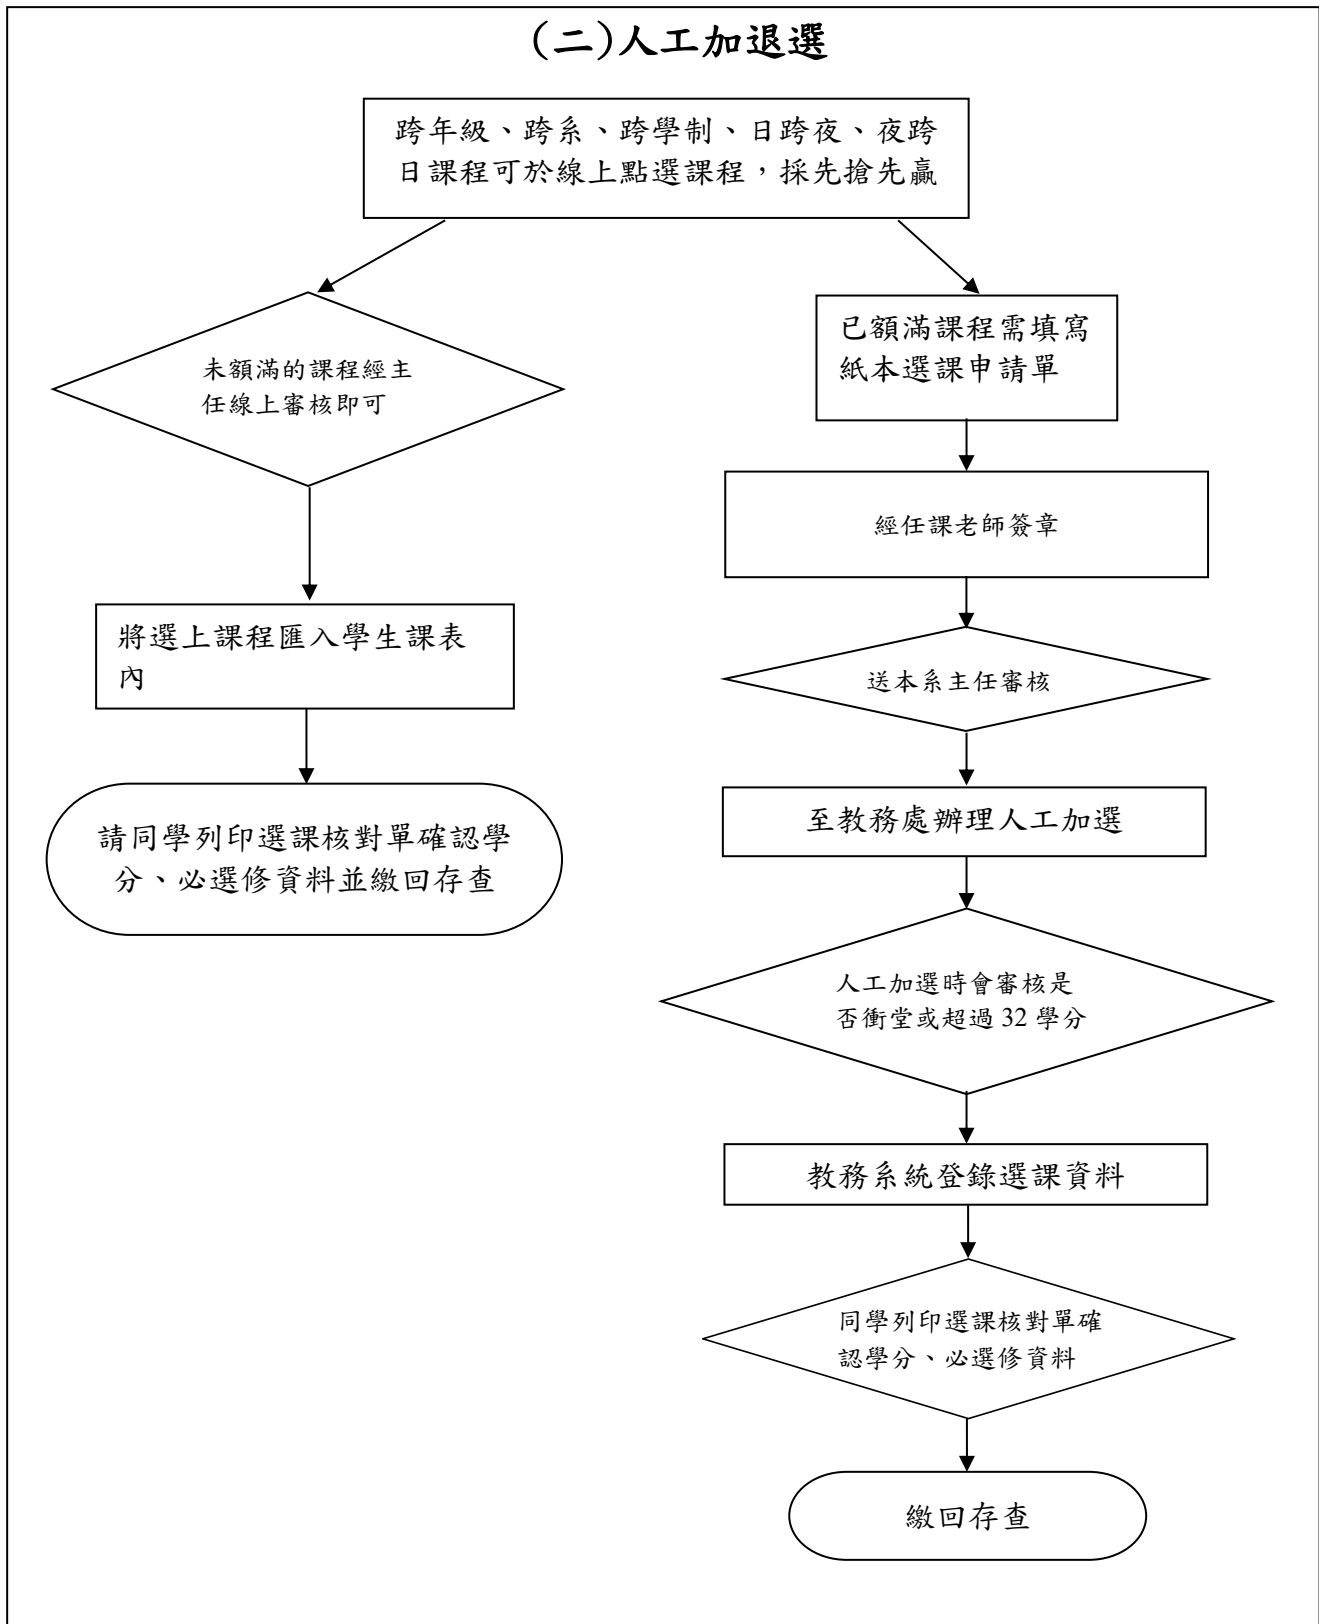 (二)人工加退選
跨年級、跨系、跨學制、日跨夜、夜跨
日課程可於線上點選課程，採先搶先贏
未額滿的課程經主
任線上審核即可
將選上課程匯入學生課表
內
請同學列印選課核對單確認學
分、必選修資料並繳回存查
已額滿課程需填寫
紙本選課申請單
經任課老師簽章
送本系主任審核
至教務處辦理人工加選
人工加選時會審核是
否衝堂或超過 32 學分
教務系統登錄選課資料
同學列印選課核對單確
認學分、必選修資料
繳回存查